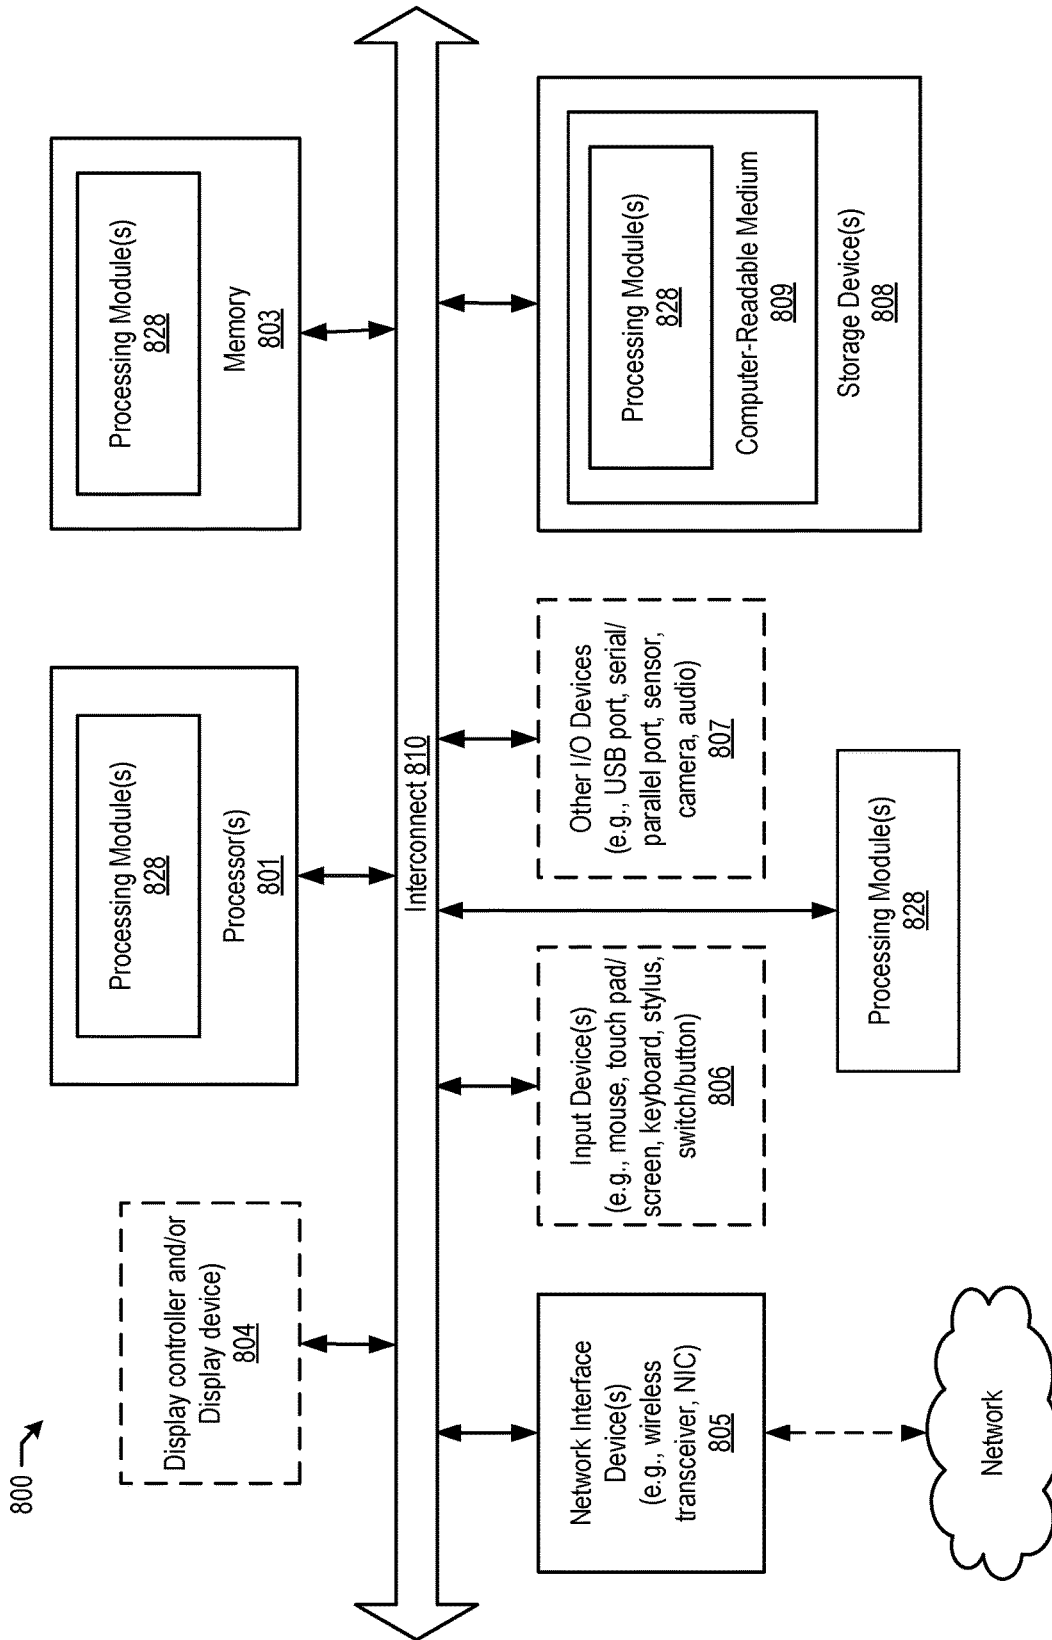 800
Display controller and/or
Display device)
804
Processing Module(s)
828
Processor(s)
801
Processing Module(s)
828
Memory
803
Interconnect 810
Network Interface
Device(s)
(e.g., wireless
transceiver, NIC)
805
Input Device(s)
(e.g., mouse, touch pad/
screen, keyboard, stylus,
switch/button)
806
Other I/O Devices
(e.g., USB port, serial/
parallel port, sensor,
camera, audio)
807
Processing Module(s)
828
Computer-Readable Medium
809
Storage Device(s)
808
Network
Processing Module(s)
828